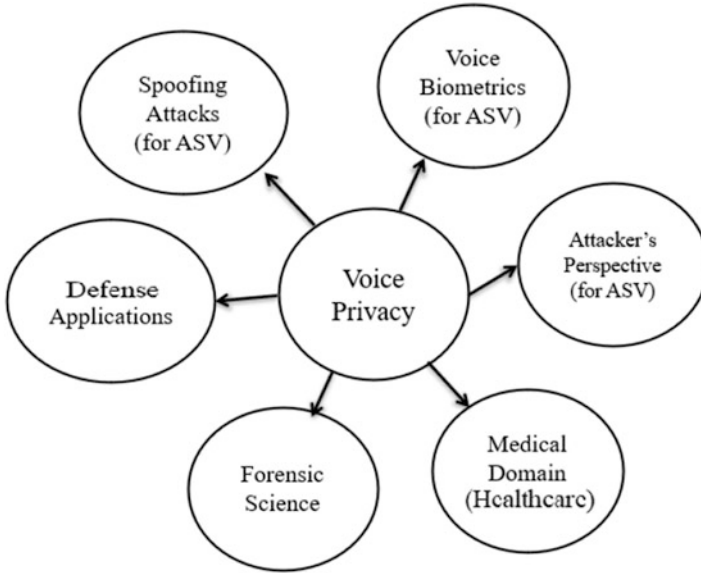 Spoofing
Attacks
(for ASV)
Voice
Biometrics
(for ASV)
Attacker's
Perspective
(for ASV)
Voice
Privacy
Defense
Applications
Forensic
Science
Medical
Domain
(Healthcare)